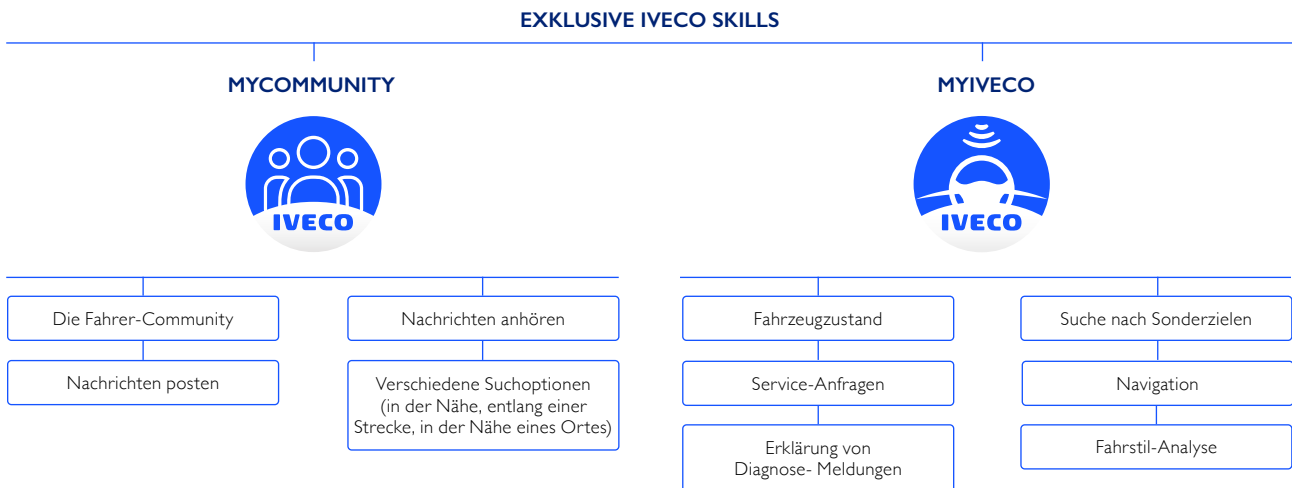 EXKLUSIVE IVECO SKILLS
MYCOMMUNITY
IVECO
Die Fahrer-Community
Nachrichten posten
Nachrichten anhören
Verschiedene Suchoptionen
(in der Nähe, entlang einer
Strecke, in der Nähe eines Ortes)
MYIVECO
IVECO
Fahrzeugzustand
Service-Anfragen
Erklärung von
Diagnose- Meldungen
Suche nach Sonderzielen
Navigation
Fahrstil-Analyse